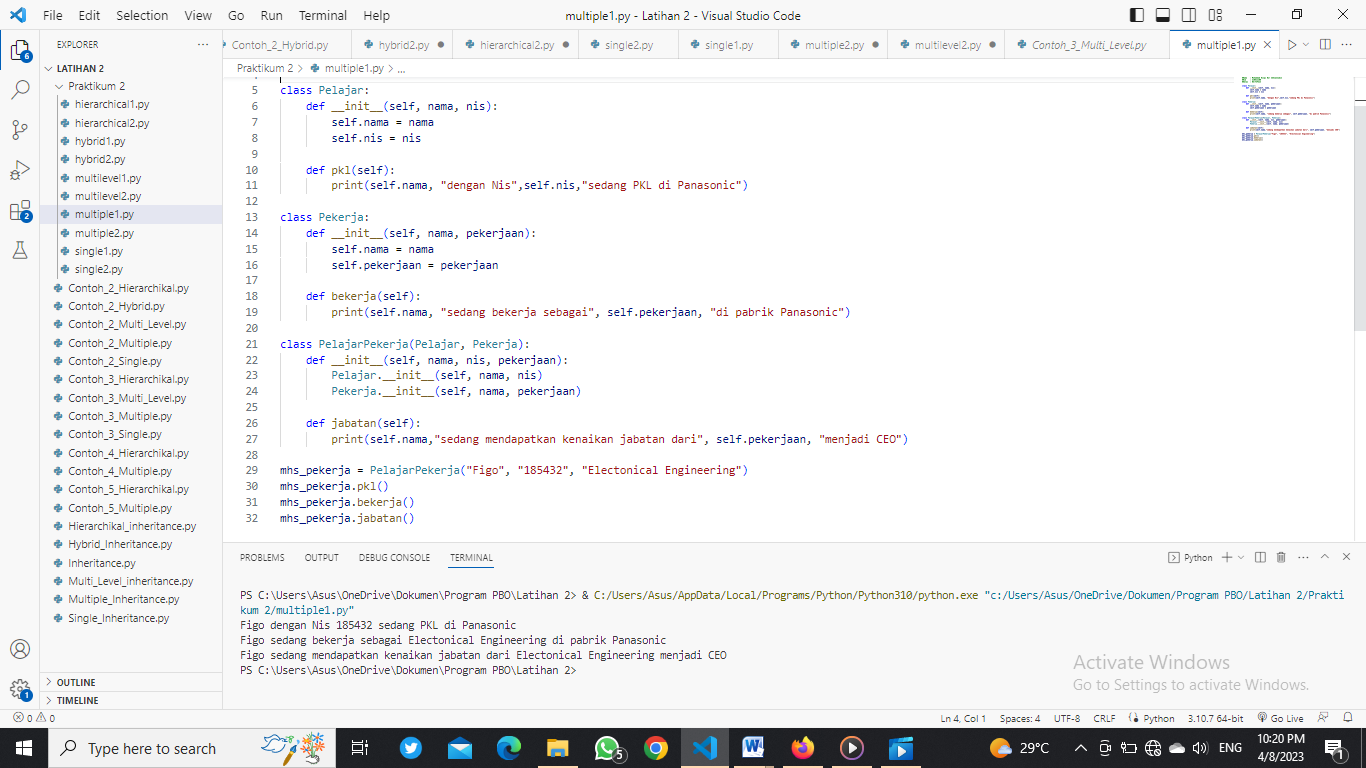 File Edit Selection View Go Run Terminal Help
multiple1.py - Latihan 2 - Visual Studio Code
EXPLORER
Contoh_2_Hybrid.py hybrid2.py hierarchical2.py single2.py single1.py multiple2.py multilevel2.py Contoh_3_Multi_Level.py multiple1.py
Praktikum 2 > multiple1.py > ...
LATIHAN 2
Praktikum 2
hierarchical1.py
hierarchical2.py
hybrid1.py
hybrid2.py
multilevel1.py
multilevel2.py
multiple1.py
multiple2.py
single1.py
single2.py
Contoh_2_Hierarchikal.py
Contoh_2_Hybrid.py
Contoh_2_Multi_Level.py
Contoh_2_Multiple.py
Contoh_2_Single.py
Contoh_3_Hierarchikal.py
Contoh_3_Multi_Level.py
Contoh_3_Multiple.py
Contoh_3_Single.py
Contoh_4_Hierarchikal.py
Contoh_4_Multiple.py
Contoh_5_Hierarchikal.py
Contoh_5_Multiple.py
Hierarchikal_inheritance.py
Hybrid_Inheritance.py
Inheritance.py
Multi_Level_inheritance.py
Multiple_Inheritance.py
Single_Inheritance.py
OUTLINE
TIMELINE
5 class Pelajar:
6 def __init__(self, nama, nis):
7 self.nama = nama
8 self.nis = nis
9
10 def pkl(self):
11 print(self.nama, "dengan Nis",self.nis,"sedang PKL di Panasonic")
12
13 class Pekerja:
14 def __init__(self, nama, pekerjaan):
15 self.nama = nama
16 self.pekerjaan = pekerjaan
17
18 def bekerja(self):
19 print(self.nama, "sedang bekerja sebagai", self.pekerjaan, "di pabrik Panasonic")
20
21 class PelajarPekerja(Pelajar, Pekerja):
22 def __init__(self, nama, nis, pekerjaan):
23 Pelajar.__init__(self, nama, nis)
24 Pekerja.__init__(self, nama, pekerjaan)
25
26 def jabatan(self):
27 print(self.nama,"sedang mendapatkan kenaikan jabatan dari", self.pekerjaan, "menjadi CEO")
28
29 mhs_pekerja = PelajarPekerja("Figo", "185432", "Electonical Engineering")
30 mhs_pekerja.pkl()
31 mhs_pekerja.bekerja()
32 mhs_pekerja.jabatan()
PROBLEMS OUTPUT DEBUG CONSOLE TERMINAL
Python
PS C:\Users\Asus\OneDrive\Dokumen\Program PBO\Latihan 2> & C:/Users/Asus/AppData/Local/Programs/Python/Python310/python.exe "c:/Users/Asus/OneDrive/Dokumen/Program PBO/Latihan 2/Prakti
kum 2/multiple1.py"
Figo dengan Nis 185432 sedang PKL di Panasonic
Figo sedang bekerja sebagai Electonical Engineering di pabrik Panasonic
Figo sedang mendapatkan kenaikan jabatan dari Electonical Engineering menjadi CEO
PS C:\Users\Asus\OneDrive\Dokumen\Program PBO\Latihan 2>
Activate Windows
Go to Settings to activate Windows.
6
2
1
0 0
Ln 4, Col 1 Spaces: 4 UTF-8 CRLF Python 3.10.7 64-bit Go Live
Type here to search
5
29°C
ENG
10:20 PM
4/8/2023
1